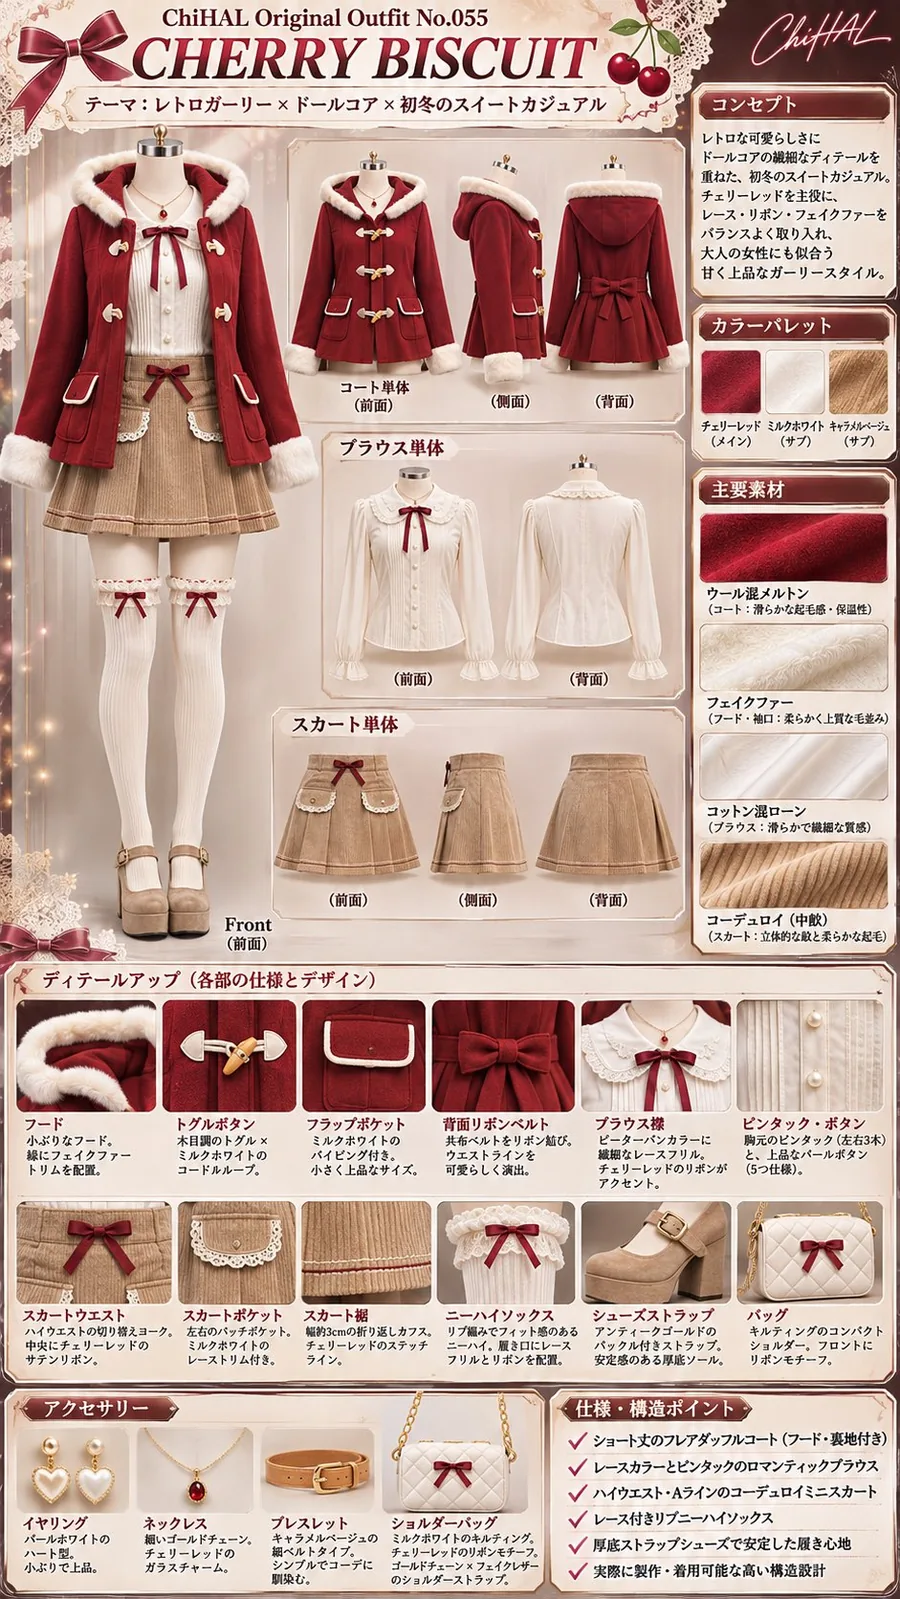 ChiHAL Original Outfit No.055
CHERRY BISCUIT
テーマ：レトロガーリー × ドールコア × 初冬のスイートカジュアル
ChiHAL
コンセプト
レトロな可愛らしさに
ドールコアの繊細なディテールを
重ねた、初冬のスイートカジュアル。
チェリーレッドを主役に、
レース・リボン・フェイクファーを
バランスよく取り入れ、
大人の女性にも似合う
甘く上品なガーリースタイル。
コート単体
（前面）
（側面）
（背面）
カラーパレット
チェリーレッド
（メイン）
ミルクホワイト
（サブ）
キャラメルベージュ
（サブ）
ブラウス単体
（前面）
（背面）
主要素材
ウール混メルトン
（コート：滑らかな起毛感・保温性）
フェイクファー
（フード・袖口：柔らかく上質な毛並み）
コットン混ローン
（ブラウス：滑らかで繊細な質感）
コーデュロイ（中畝）
（スカート：立体的な畝と柔らかな起毛）
スカート単体
（前面）
（側面）
（背面）
Front
（前面）
ディテールアップ（各部の仕様とデザイン）
フード
小ぶりなフード。
縁にフェイクファー
トリムを配置。
トグルボタン
木目調のトグル ×
ミルクホワイトの
コードループ。
フラップポケット
ミルクホワイトの
パイピング付き。
小さく上品なサイズ。
背面リボンベルト
共布ベルトをリボン結び。
ウエストラインを
可愛らしく演出。
ブラウス襟
ピーターパンカラーに
繊細なレースフリル。
チェリーレッドのリボンが
アクセント。
ピンタック・ボタン
胸元のピンタック（左右3本）
と、上品なパールボタン
（5つ仕様）。
スカートウエスト
ハイウエストの切り替えヨーク。
中央にチェリーレッドの
サテンリボン。
スカートポケット
左右のパッチポケット。
ミルクホワイトの
レーストリム付き。
スカート裾
幅約3cmの折り返しカフス。
チェリーレッドのステッチ
ライン。
ニーハイソックス
リブ編みでフィット感のある
ニーハイ。履き口にレース
フリルとリボンを配置。
シューズストラップ
アンティークゴールドの
バックル付きストラップ。
安定感のある厚底ソール。
バッグ
キルティングのコンパクト
ショルダー。フロントに
リボンモチーフ。
アクセサリー
イヤリング
パールホワイトの
ハート型。
小ぶりで上品。
ネックレス
細いゴールドチェーン。
チェリーレッドの
ガラスチャーム。
ブレスレット
キャラメルベージュの
細ベルトタイプ。
シンプルでコーデに
馴染む。
ショルダーバッグ
ミルクホワイトのキルティング。
チェリーレッドのリボンモチーフ。
ゴールドチェーン × フェイクレザー
のショルダーストラップ。
仕様・構造ポイント
ショート丈のフレアダッフルコート（フード・裏地付き）
レースカラーとピンタックのロマンティックブラウス
ハイウエスト・Aラインのコーデュロイミニスカート
レース付きリブニーハイソックス
厚底ストラップシューズで安定した履き心地
実際に製作・着用可能な高い構造設計